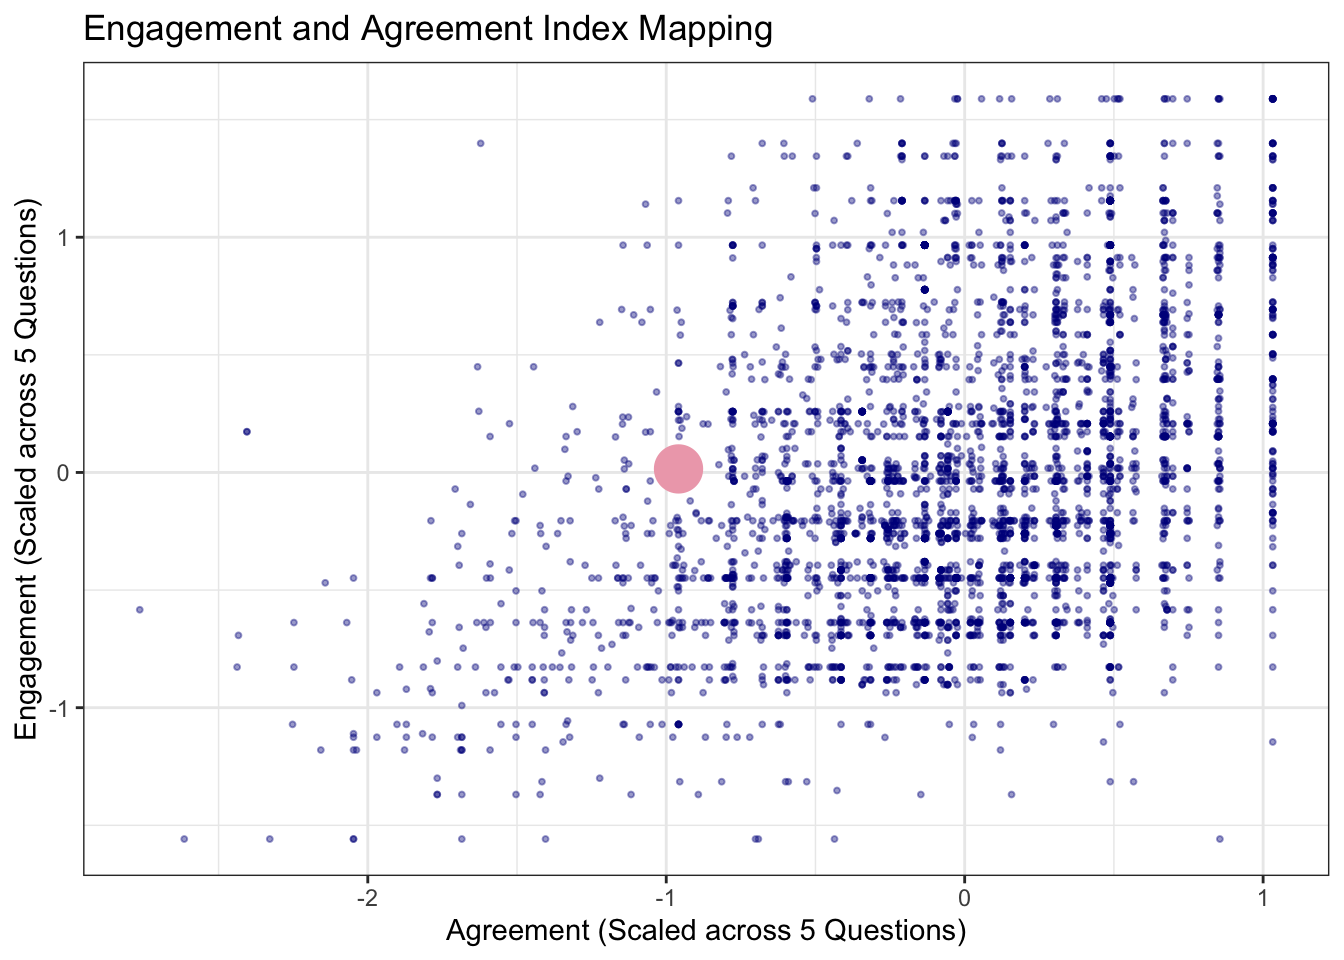 Engagement and Agreement Index Mapping
Engagement (Scaled across 5 Questions)
1
0
-1
-2
-1
0
1
Agreement (Scaled across 5 Questions)